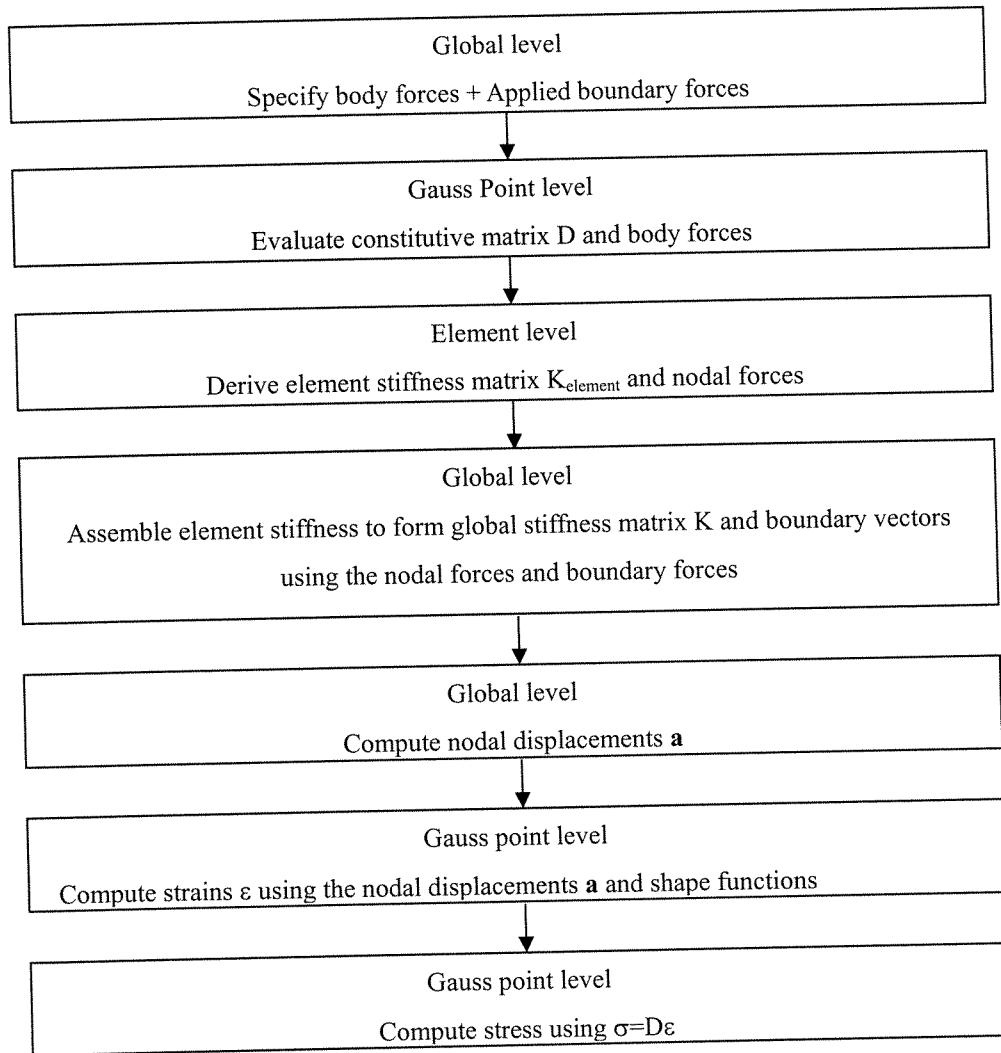 Global level
Specify body forces + Applied boundary forces
Gauss Point level
Evaluate constitutive matrix D and body forces
Element level
Derive element stiffness matrix Kelement and nodal forces
Global level
Assemble element stiffness to form global stiffness matrix K and boundary vectors
using the nodal forces and boundary forces
Global level
Compute nodal displacements a
Gauss point level
Compute strains ε using the nodal displacements a and shape functions
Gauss point level
Compute stress using σ=Dε